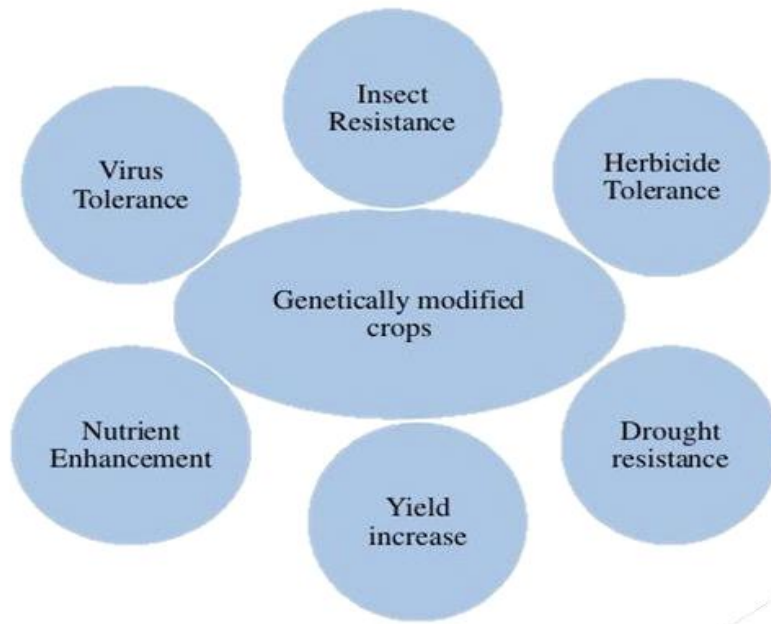 Insect
Resistance
Virus
Tolerance
Herbicide
Tolerance
Genetically modified
crops
Nutrient
Enhancement
Drought
resistance
Yield
increase